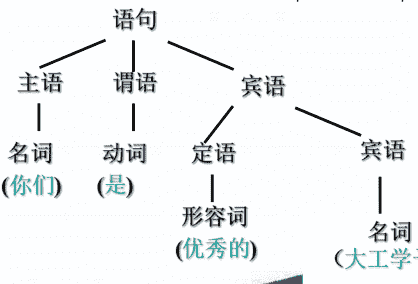 语句
主语 谓语 宾语
名词 动词 定语 宾语
(你们) (是)
形容词 名词
(优秀的) (大工学子